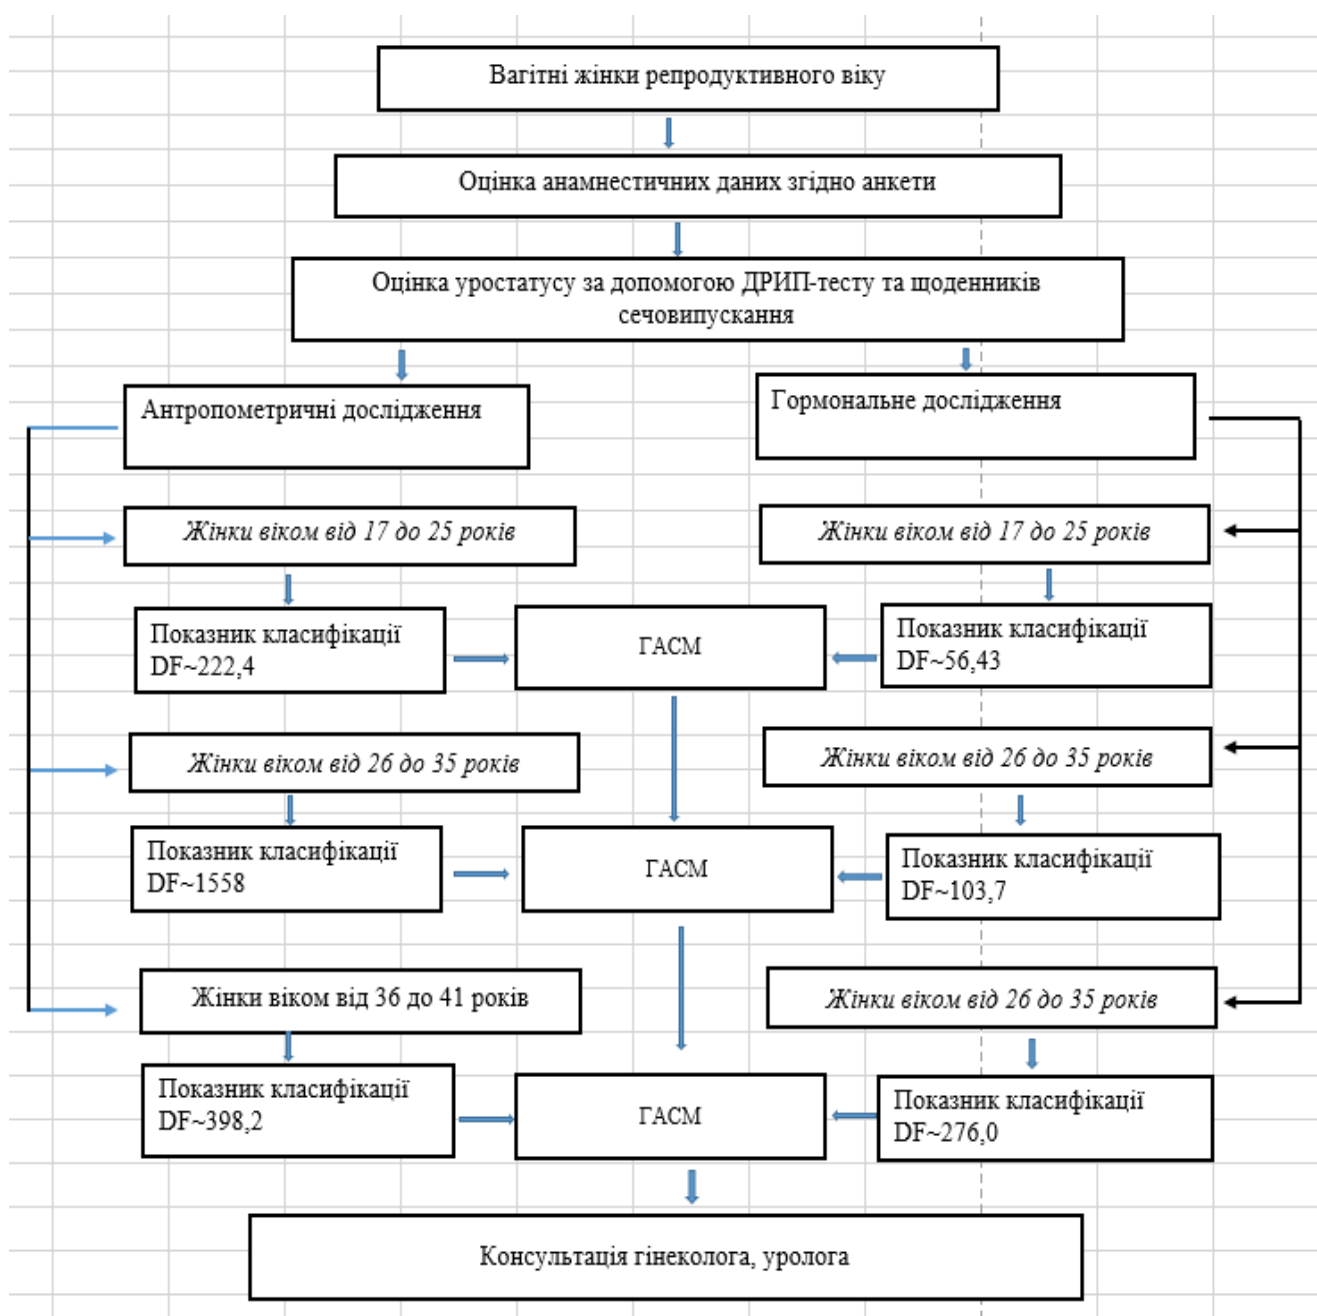 Вагітні жінки репродуктивного віку
Оцінка анамнестичних даних згідно анкети
Оцінка уростатусу за допомогою ДРИП-тесту та щоденників
сечовипускання
Антропометричні дослідження
Гормональне дослідження
Жінки віком від 17 до 25 років
Жінки віком від 17 до 25 років
Показник класифікації
DF~222,4
ГАСМ
Показник класифікації
DF~56,43
Жінки віком від 26 до 35 років
Жінки віком від 26 до 35 років
Показник класифікації
DF~1558
ГАСМ
Показник класифікації
DF~103,7
Жінки віком від 36 до 41 років
Жінки віком від 26 до 35 років
Показник класифікації
DF~398,2
ГАСМ
Показник класифікації
DF~276,0
Консультація гінеколога, уролога